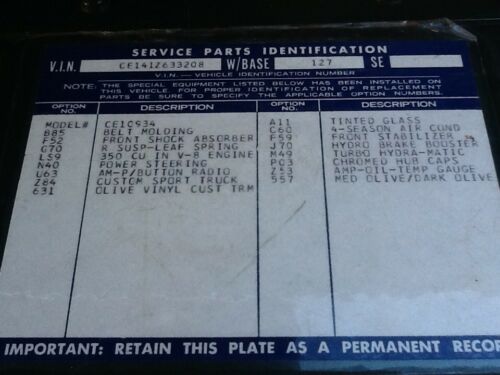 SERVICE PARTS IDENTIFICATION
V.I.N. CE141Z633208 W/BASE 127 SE
V.I.N.—VEHICLE IDENTIFICATION NUMBER
NOTE: THE SPECIAL EQUIPMENT LISTED BELOW HAS BEEN INSTALLED ON
THIS VEHICLE. FOR PROPER IDENTIFICATION OF REPLACEMENT
PARTS BE SURE TO SPECIFY THE APPLICABLE OPTION NUMBERS.
OPTION NO. DESCRIPTION OPTION NO. DESCRIPTION
MODEL# CE1C934
B85 BELT MOLDING
F52 FRONT SHOCK ABSORBER
G70 R SUSP-LEAF SPRING
LS9 350 CU IN V-8 ENGINE
N40 POWER STEERING
U63 AM-P/BUTTON RADIO
Z84 CUSTOM SPORT TRUCK
631 OLIVE VINYL CUST TRM
A11 TINTED GLASS
C60 4-SEASON AIR COND
F59 FRONT STABILIZER
J70 HYDRO BRAKE BOOSTER
M49 TURBO HYDRA-MATIC
P03 CHROMED HUB CAPS
Z53 AMP-OIL-TEMP GAUGE
557 MED OLIVE/DARK OLIVE
IMPORTANT: RETAIN THIS PLATE AS A PERMANENT RECOR